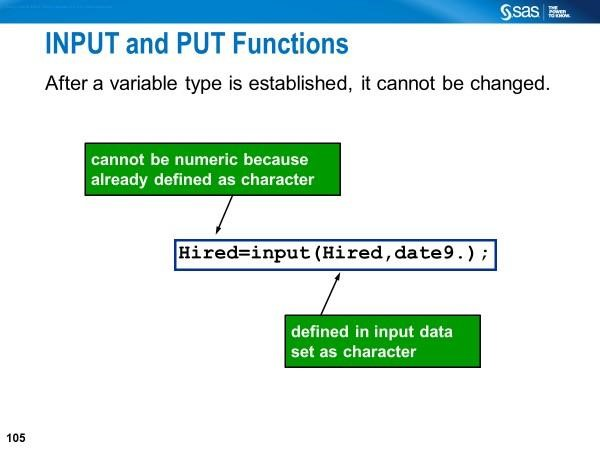 sas
THE
POWER
TO KNOW.
INPUT and PUT Functions
After a variable type is established, it cannot be changed.
cannot be numeric because
already defined as character
Hired=input(Hired,date9.);
defined in input data
set as character
105